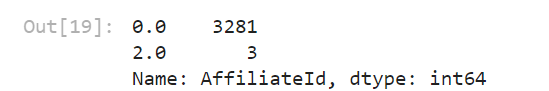 Out[19]: 0.0 3281
2.0 3
Name: AffiliateId, dtype: int64